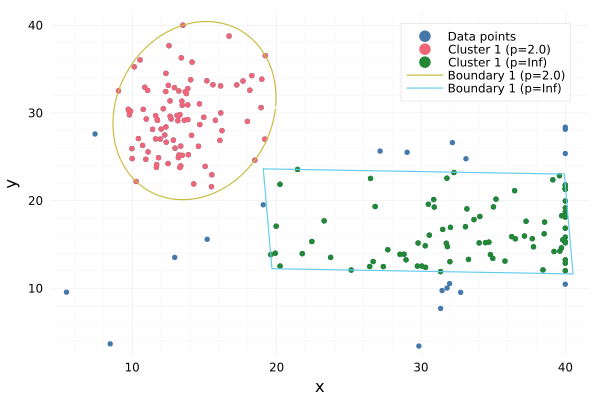 40
30
20
10
y
10
20
30
40
x
Data points
Cluster 1 (p=2.0)
Cluster 1 (p=Inf)
Boundary 1 (p=2.0)
Boundary 1 (p=Inf)